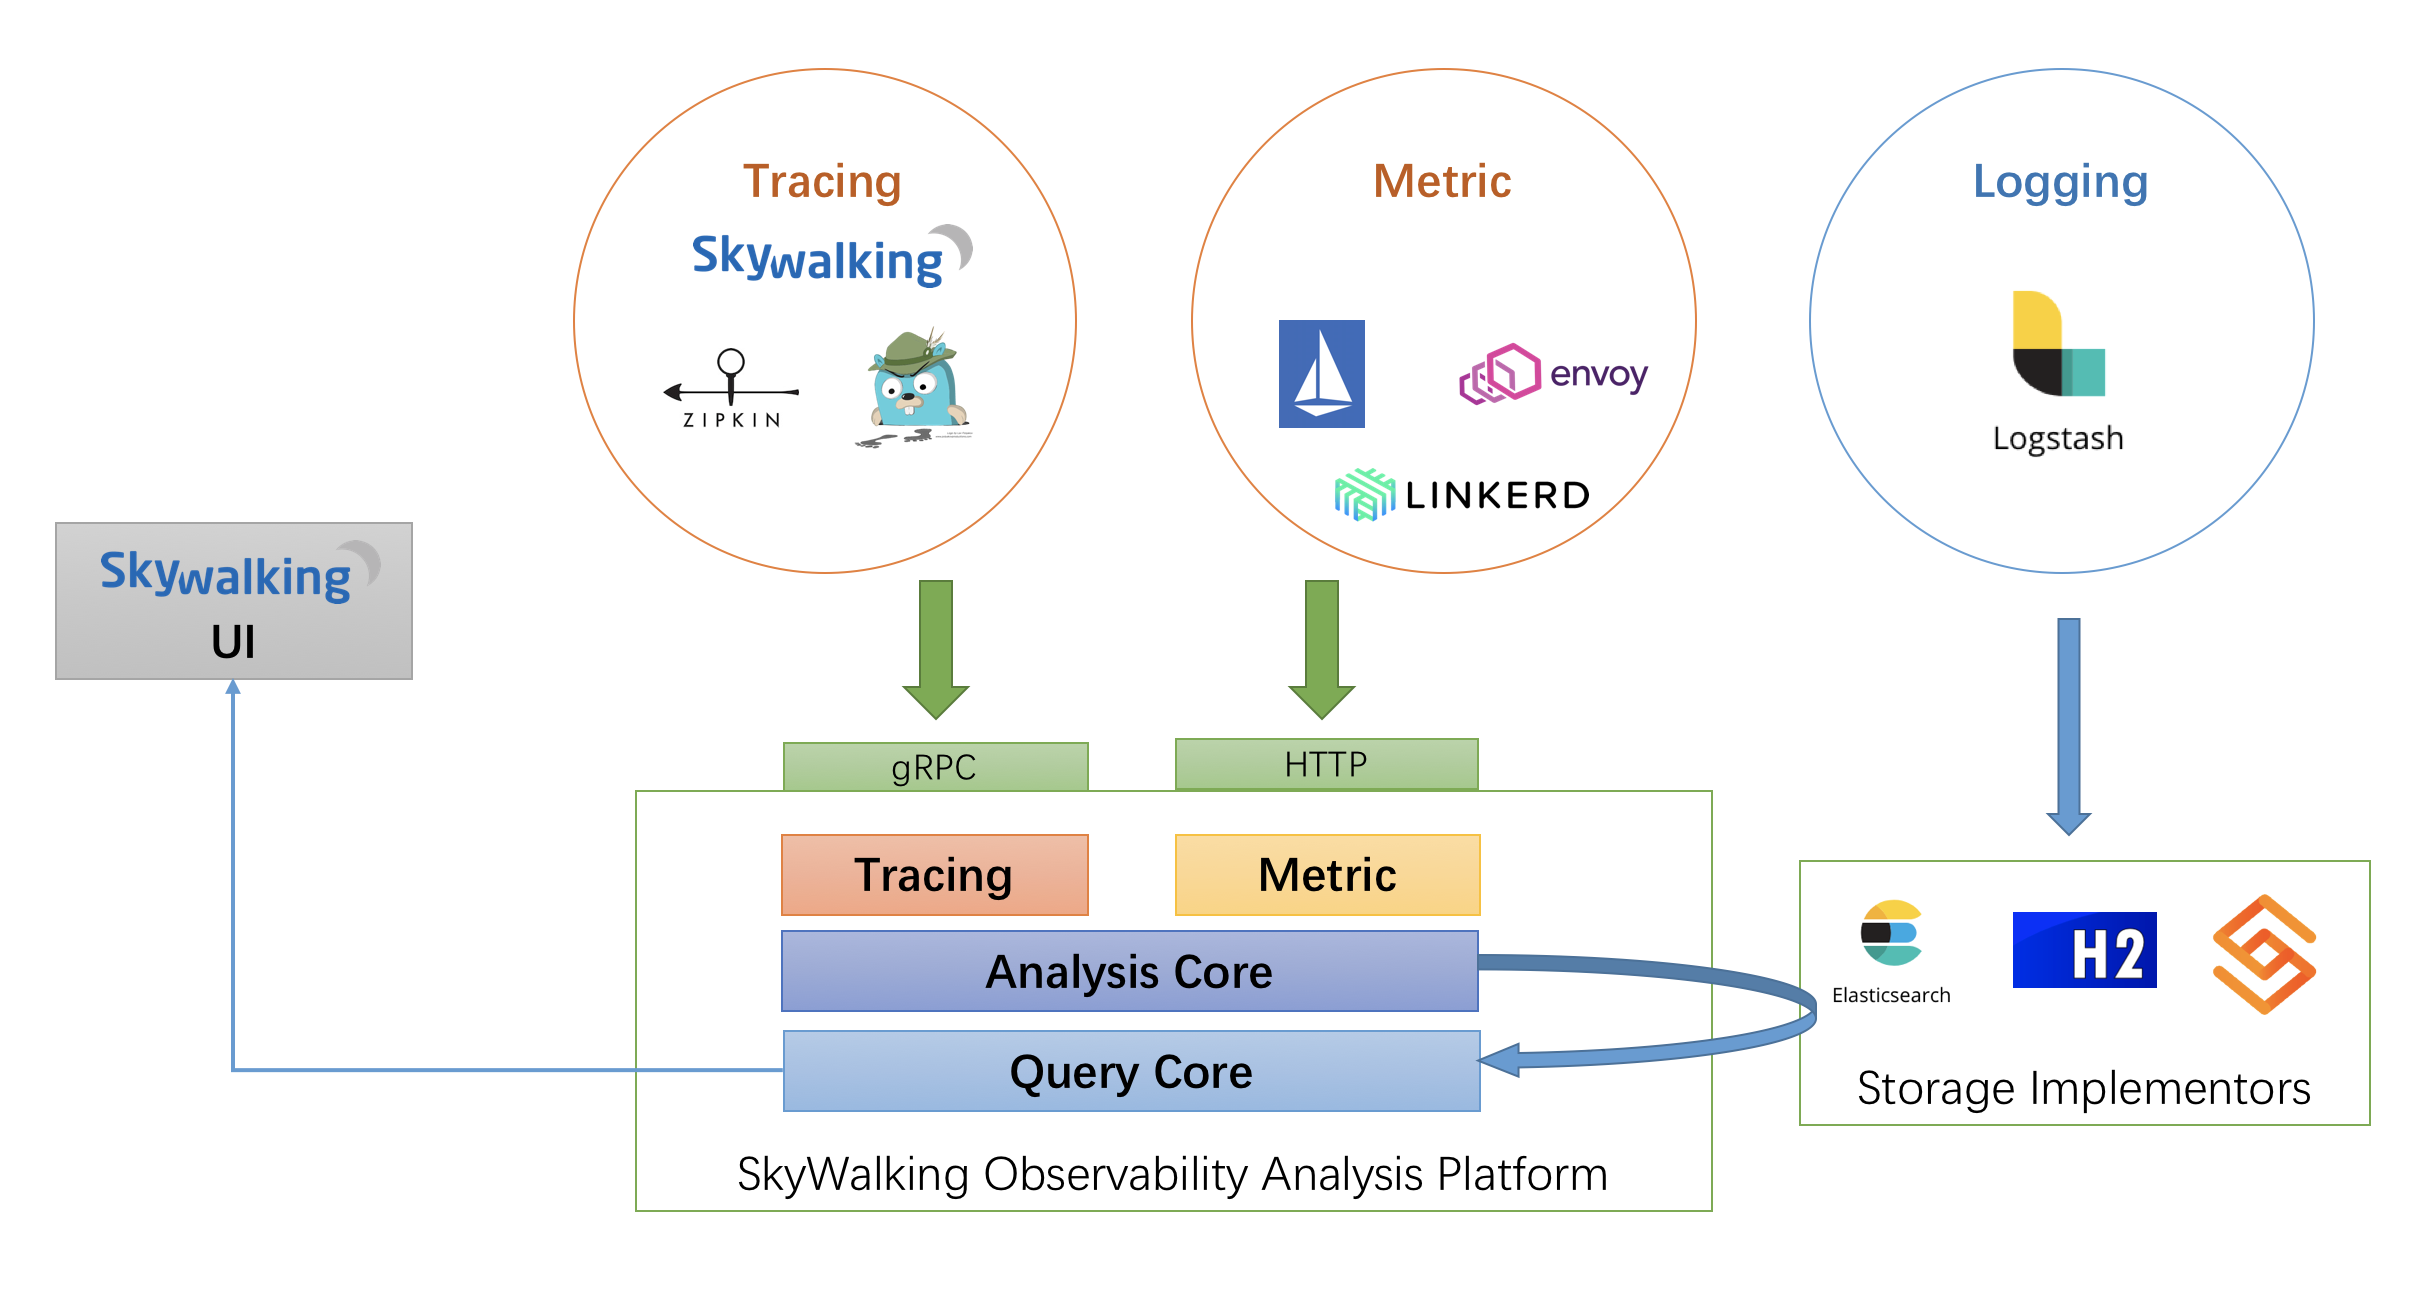 Tracing
Skywalking
ZIPKIN
Metric
envoy
LINKERD
Logging
Logstash
Skywalking
UI
gRPC
HTTP
Tracing
Metric
Analysis Core
Query Core
SkyWalking Observability Analysis Platform
Elasticsearch
H2
Storage Implementors